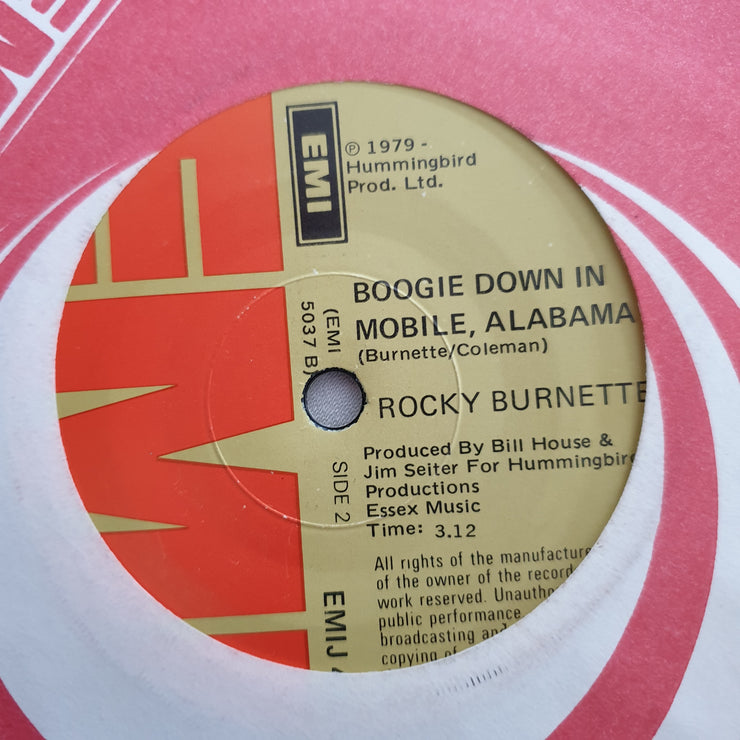 EMI
℗ 1979 -
Hummingbird
Prod. Ltd.
BOOGIE DOWN IN
MOBILE, ALABAMA
(Burnette/Coleman)
(EMI
5037 B)
ROCKY BURNETTE
Produced By Bill House &
Jim Seiter For Hummingbird
Productions
Essex Music
Time: 3.12
SIDE 2
EMIJ
All rights of the manufacture
of the owner of the record
work reserved.
public performance
broadcasting and
copying of